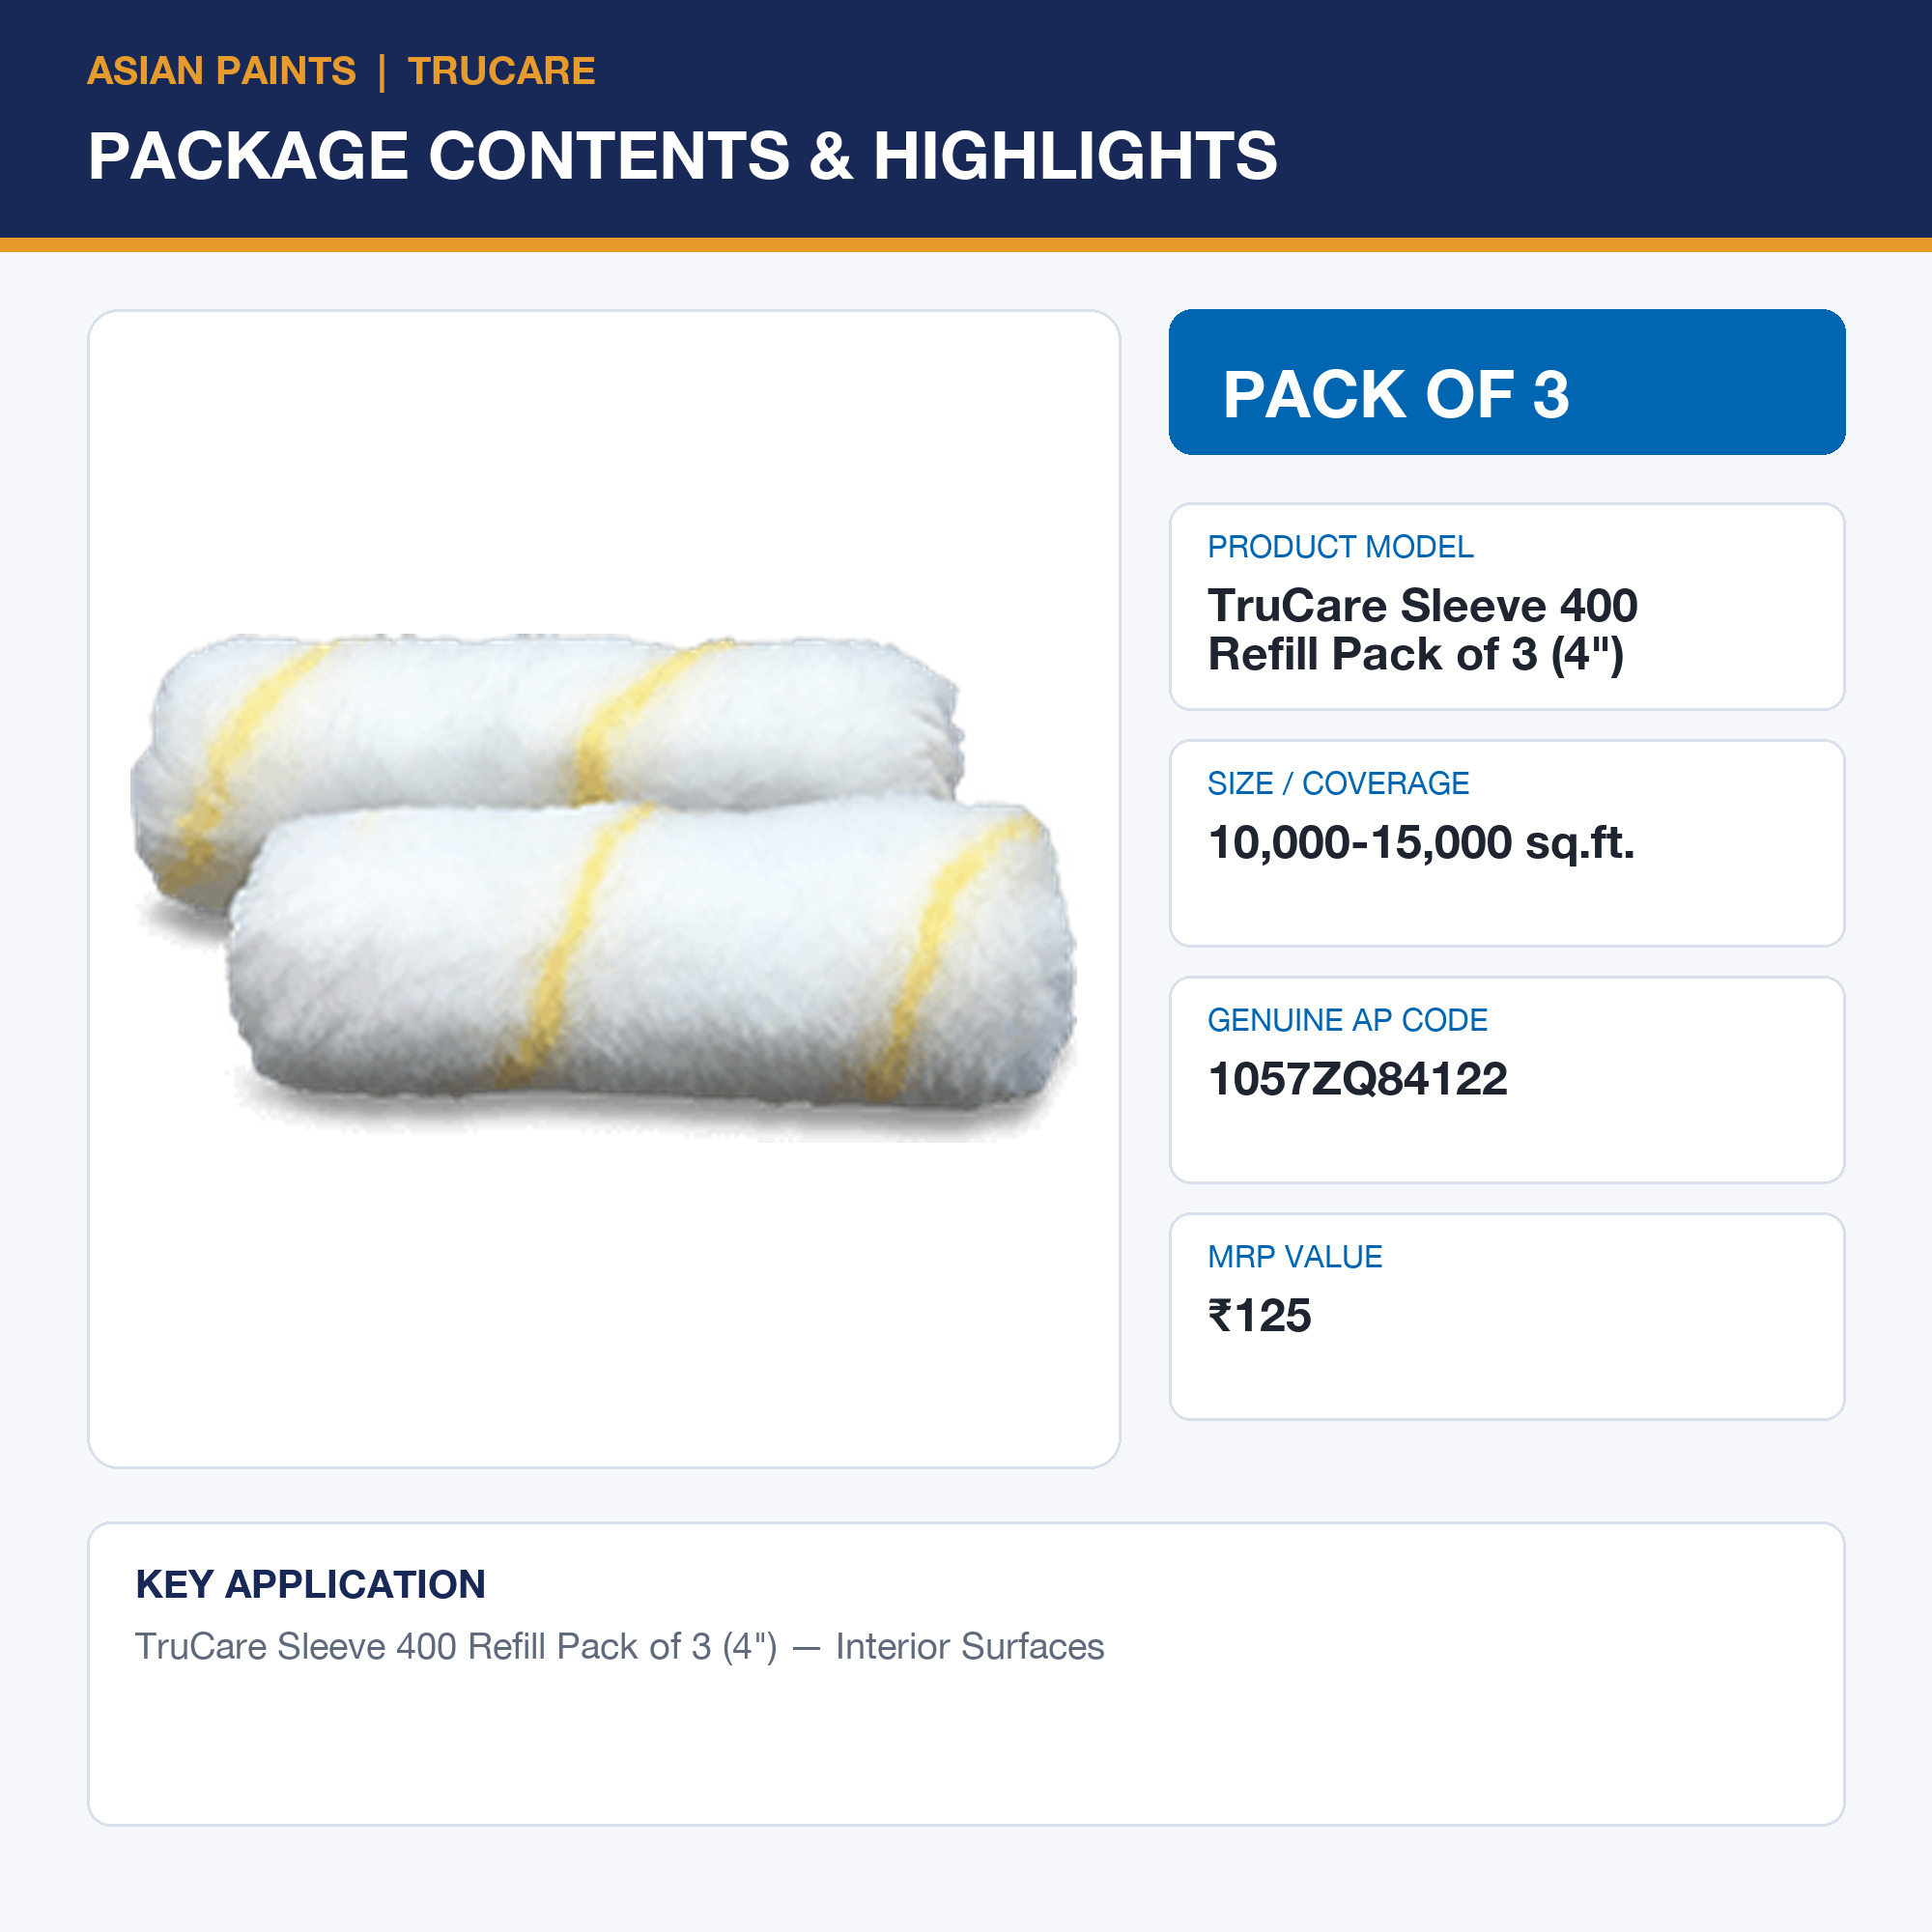 ASIAN PAINTS | TRUCARE
PACKAGE CONTENTS & HIGHLIGHTS
PACK OF 3
PRODUCT MODEL
TruCare Sleeve 400
Refill Pack of 3 (4")
SIZE / COVERAGE
10,000-15,000 sq.ft.
GENUINE AP CODE
1057ZQ84122
MRP VALUE
₹125
KEY APPLICATION
TruCare Sleeve 400 Refill Pack of 3 (4") — Interior Surfaces